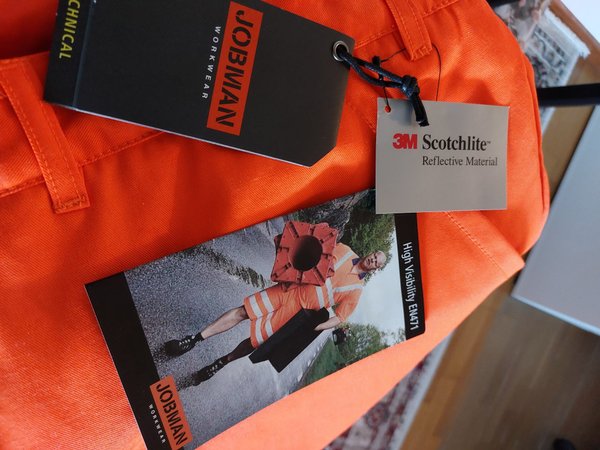 TECHNICAL
JOBMAN
WORKWEAR
3M Scotchlite™
Reflective Material
High Visibility EN471
JOBMAN
WORKWEAR